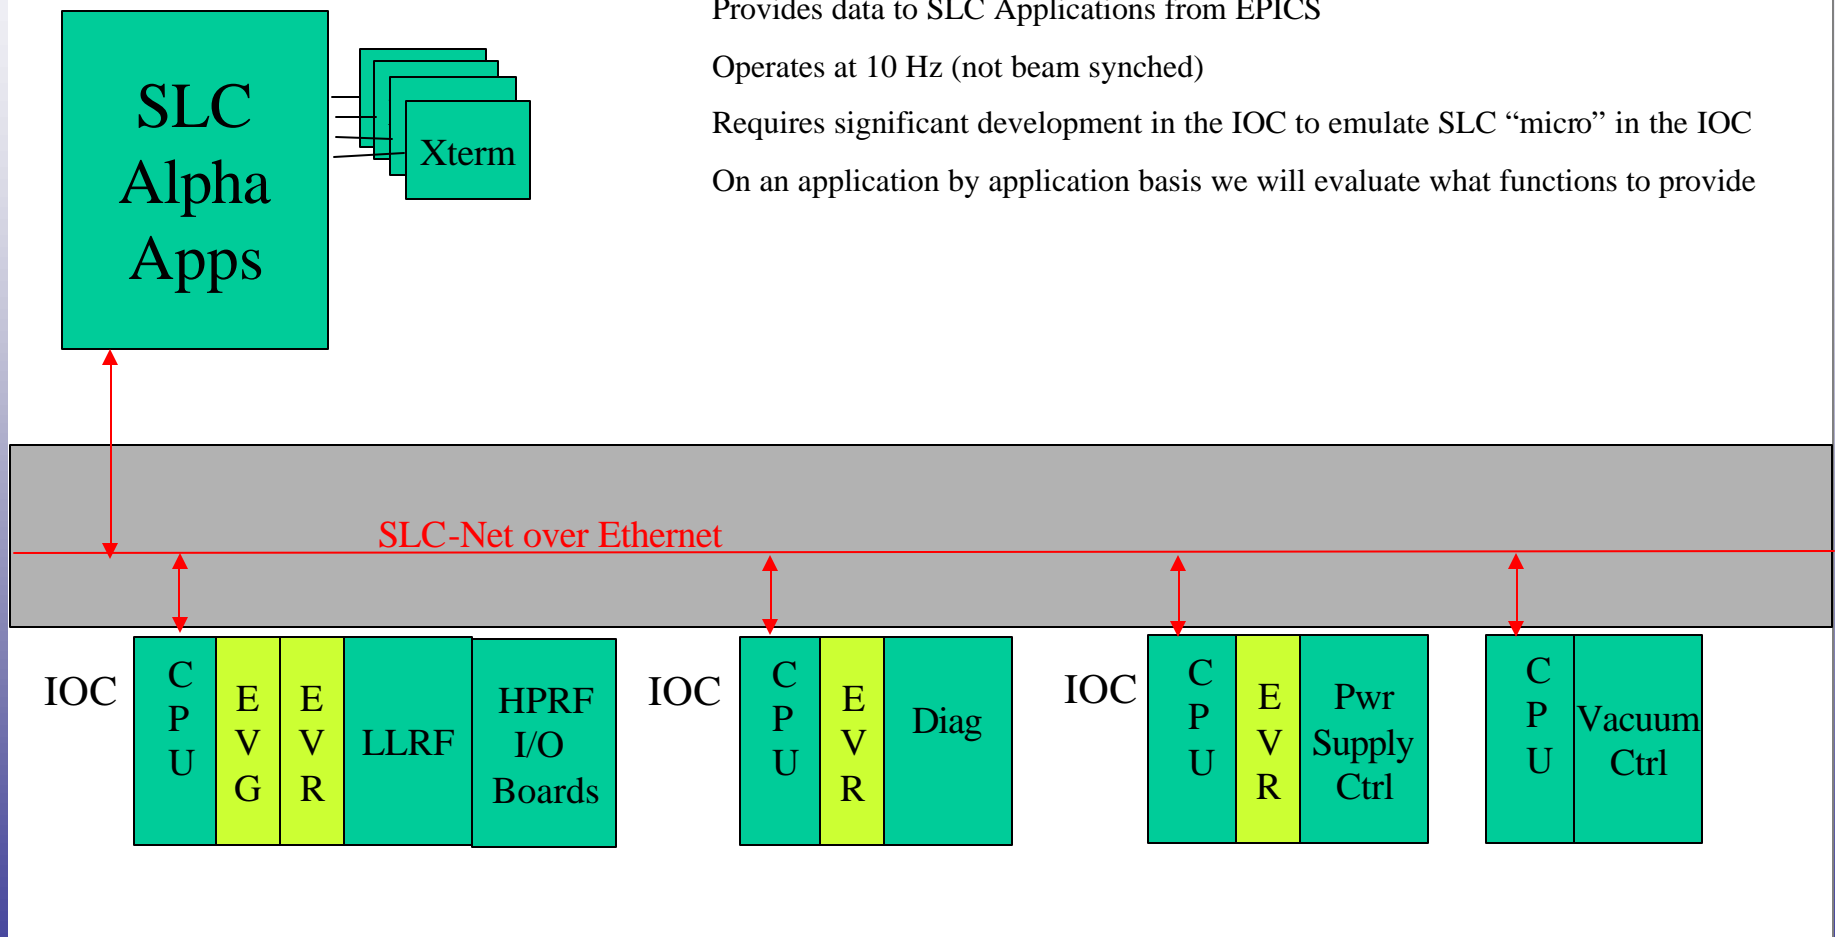 Provides data to SLC Applications from EPICS
Operates at 10 Hz (not beam synched)
Requires significant development in the IOC to emulate SLC “micro” in the IOC
On an application by application basis we will evaluate what functions to provide
SLC
Alpha
Apps
Xterm
SLC-Net over Ethernet
IOC
C
P
U
E
V
G
E
V
R
LLRF
HPRF
I/O
Boards
IOC
C
P
U
E
V
R
Diag
IOC
C
P
U
E
V
R
Pwr
Supply
Ctrl
C
P
U
Vacuum
Ctrl